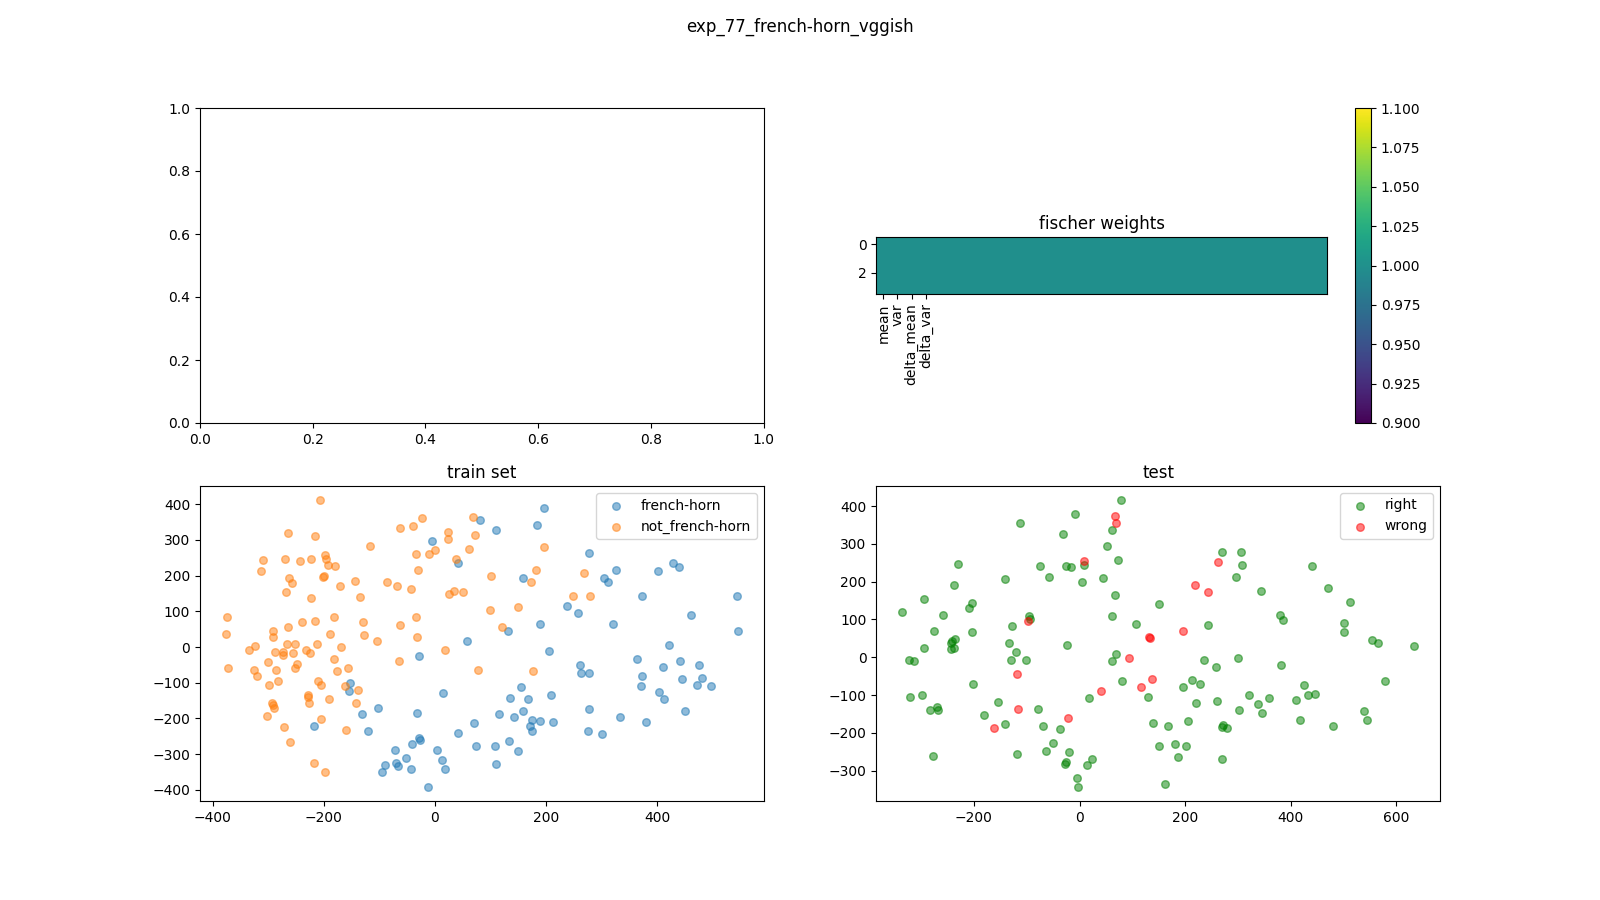 exp_77_french-horn_vggish
1.0
0.8
0.6
0.4
0.2
0.0
0.0 0.2 0.4 0.6 0.8 1.0
fischer weights
0
2
mean
var
delta_mean
delta_var
1.100
1.075
1.050
1.025
1.000
0.975
0.950
0.925
0.900
train set
french-horn
not_french-horn
400
300
200
100
0
−100
−200
−300
−400
−400 −200 0 200 400
test
right
wrong
400
300
200
100
0
−100
−200
−300
−200 0 200 400 600